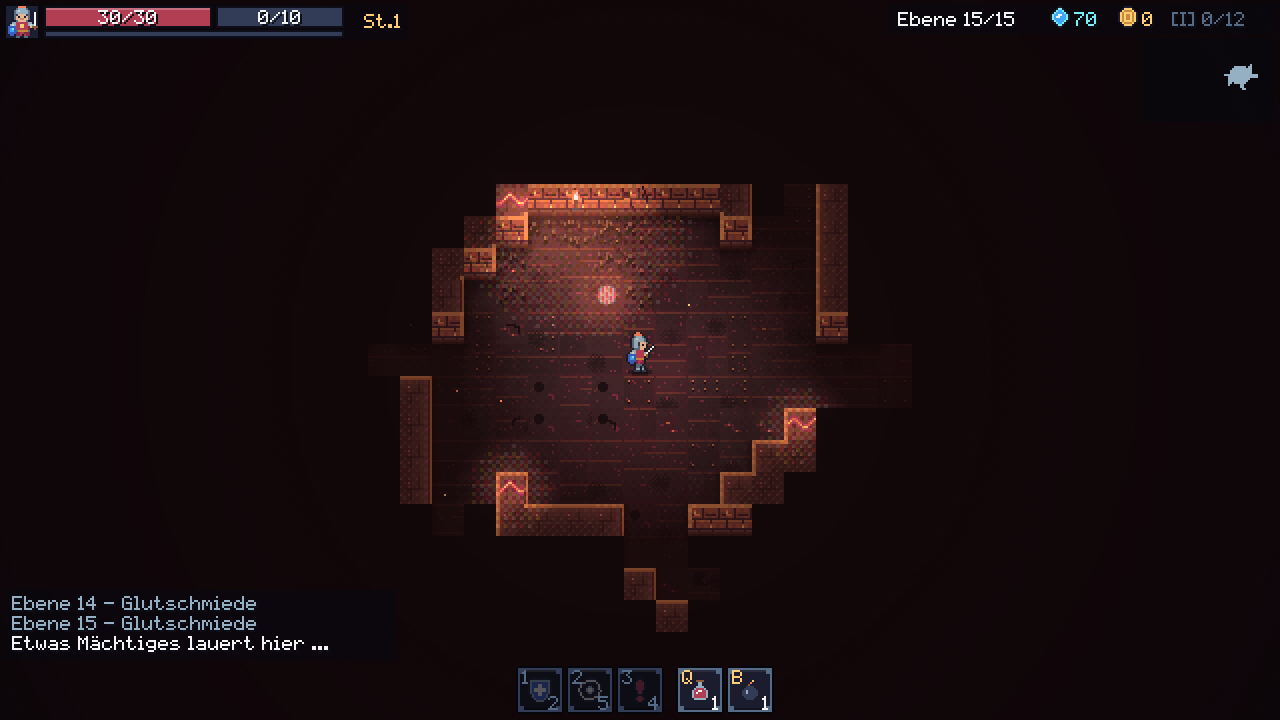 30/30 0/10 St.1 Ebene 15/15 70 0 [I] 0/12
Ebene 14 – Glutschmiede
Ebene 15 – Glutschmiede
Etwas Mächtiges lauert hier ...
1 2 2 5 3 4 Q 1 B 1